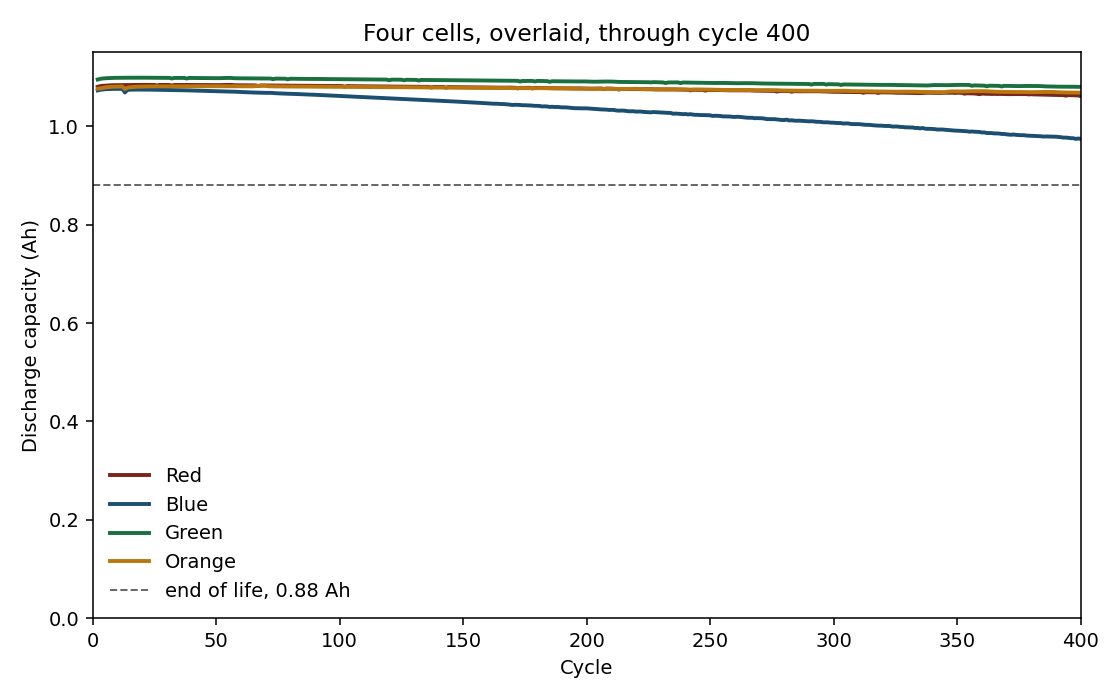 Four cells, overlaid, through cycle 400
Discharge capacity (Ah)
1.0
0.8
0.6
0.4
0.2
0.0
Red
Blue
Green
Orange
end of life, 0.88 Ah
0 50 100 150 200 250 300 350 400
Cycle